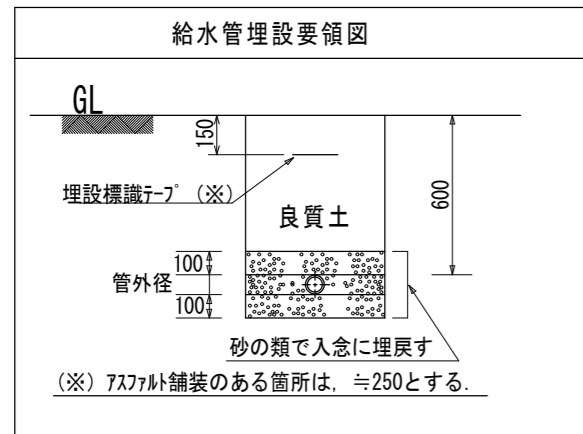 給水管埋設要領図
GL
150
埋設標識ﾃｰﾌﾟ (※)
600
良質土
100
管外径
100
砂の類で入念に埋戻す
(※) ｱｽﾌｧﾙﾄ舗装のある箇所は, ≒250とする.